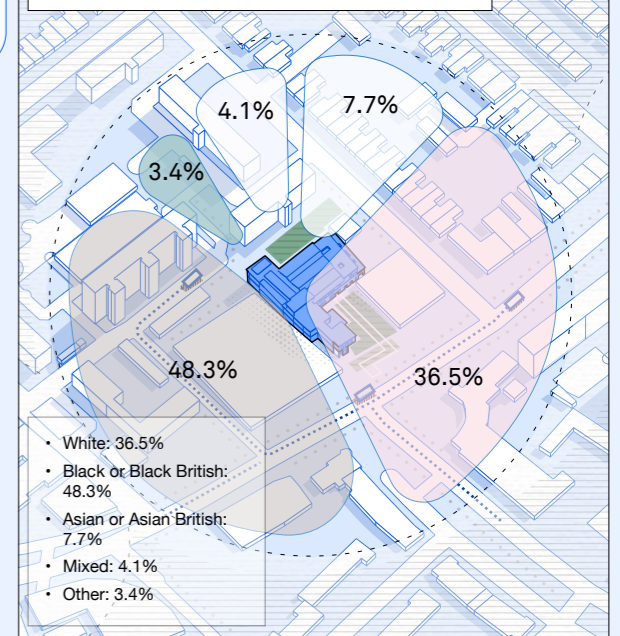 4.1%
7.7%
3.4%
48.3%
36.5%
• White: 36.5%
• Black or Black British:
48.3%
• Asian or Asian British:
7.7%
• Mixed: 4.1%
• Other: 3.4%